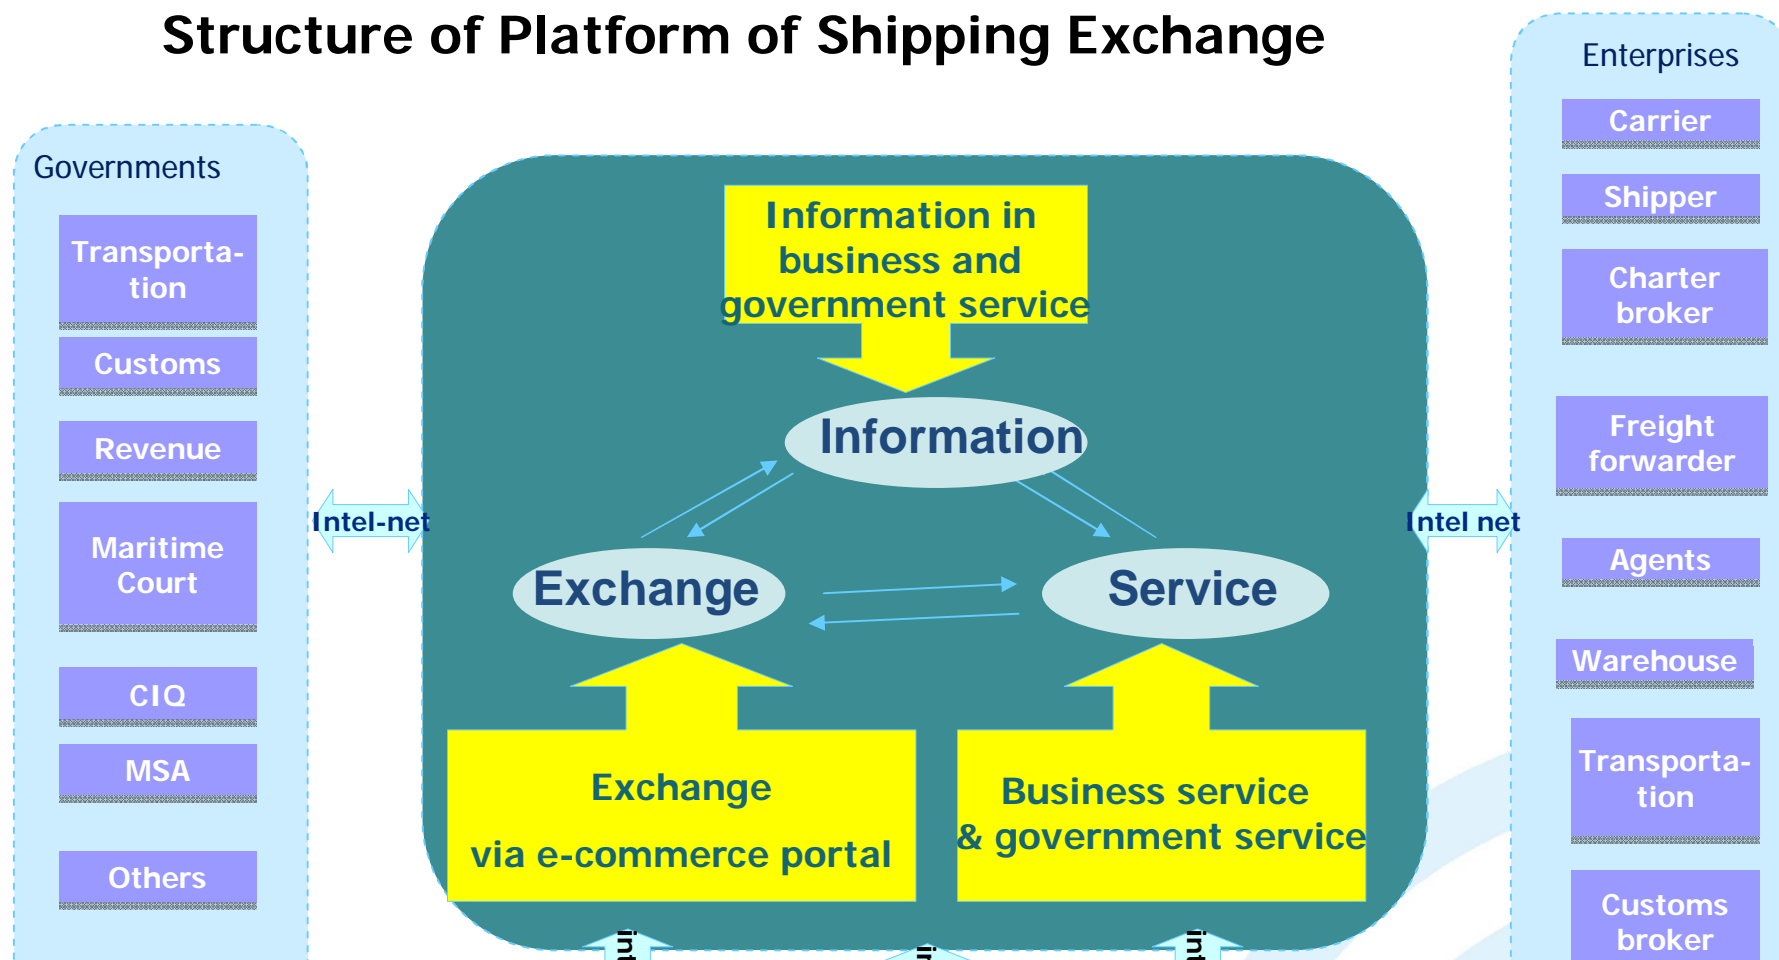 Structure of Platform of Shipping Exchange
Governments
Transporta-
tion
Customs
Revenue
Maritime
Court
CIQ
MSA
Others
Intel-net
Information in
business and
government service
Information
Exchange
Service
Exchange
via e-commerce portal
Business service
& government service
Intel net
Enterprises
Carrier
Shipper
Charter
broker
Freight
forwarder
Agents
Warehouse
Transporta-
tion
Customs
broker